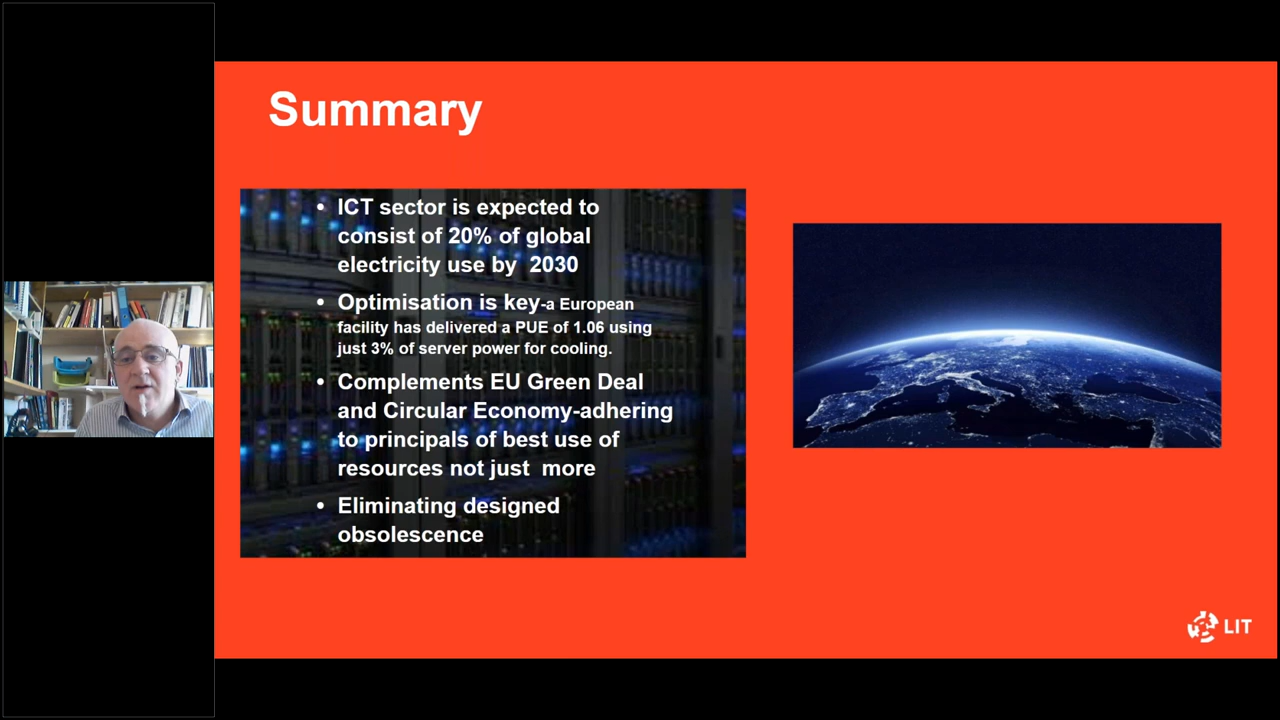 Summary
• ICT sector is expected to
consist of 20% of global
electricity use by  2030
• Optimisation is key-a European
facility has delivered a PUE of 1.06 using
just 3% of server power for cooling.
• Complements EU Green Deal
and Circular Economy-adhering
to principals of best use of
resources not just  more
• Eliminating designed
obsolescence
LIT